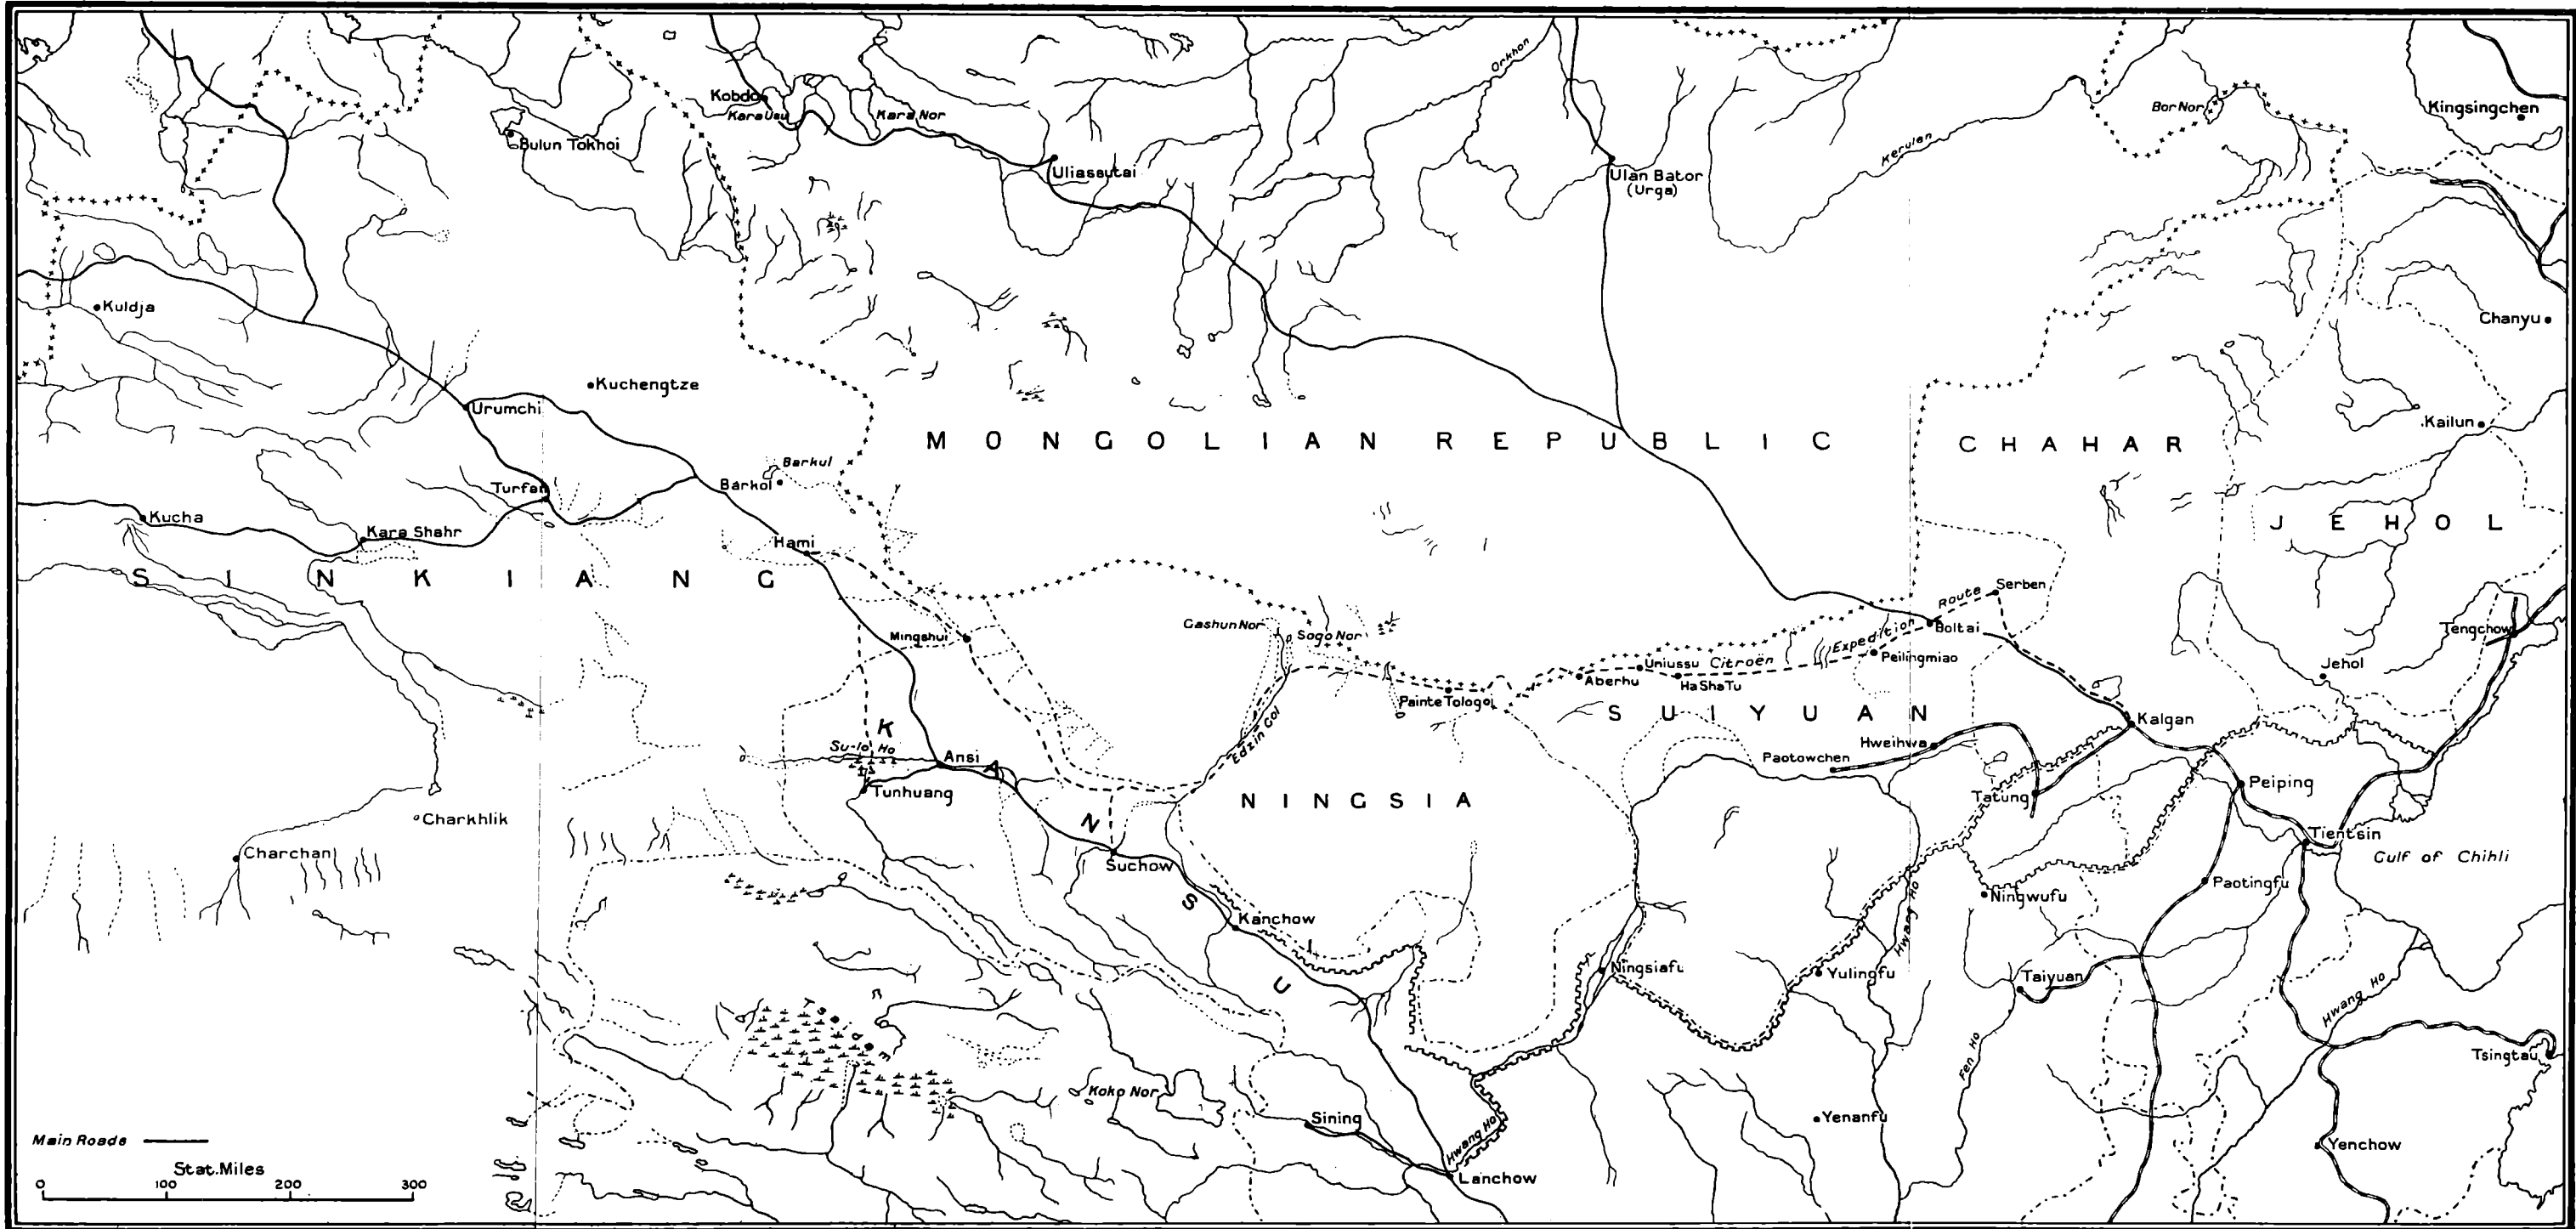 Orkhon
Kobdo
Kara Usu
Kara Nor
Bulun Tokhoi
Uliassutai
Ulan Bator
(Urga)
Kerulen
Bor Nor
Kingsingchen
Kuldja
Chanyu
Kuchengtze
Urumchi
MONGOLIAN REPUBLIC
CHAHAR
Kailun
Barkul
Barkol
Turfan
Kucha
Kara Shahr
Hami
JEHOL
SINKIANG
Mingshui
Gashun Nor
Sogo Nor
Route
Serben
Boltai
Expedition
Citroën
Uniussu
Peilingmiao
Aberhu
HaShaTu
Painte Tologoi
Tengchow
Jehol
SUIYUAN
Edzin Gol
Kalgan
Hweihwa
Paotowchen
Su-lo Ho
Ansi
KANSU
Tunhuang
NINGSIA
Tatung
Peiping
Tientsin
Gulf of Chihli
Charkhlik
Charchan
Suchow
Kanchow
Ningwufu
Paotingfu
Hwang Ho
Ningsiafu
Yulingfu
Taiyuan
Hwang Ho
Tsaidam
Fen Ho
Tsingtau
Koko Nor
Sining
Hwang Ho
Yenanfu
Lanchow
Yenchow
Main Roads
Stat. Miles
0 100 200 300